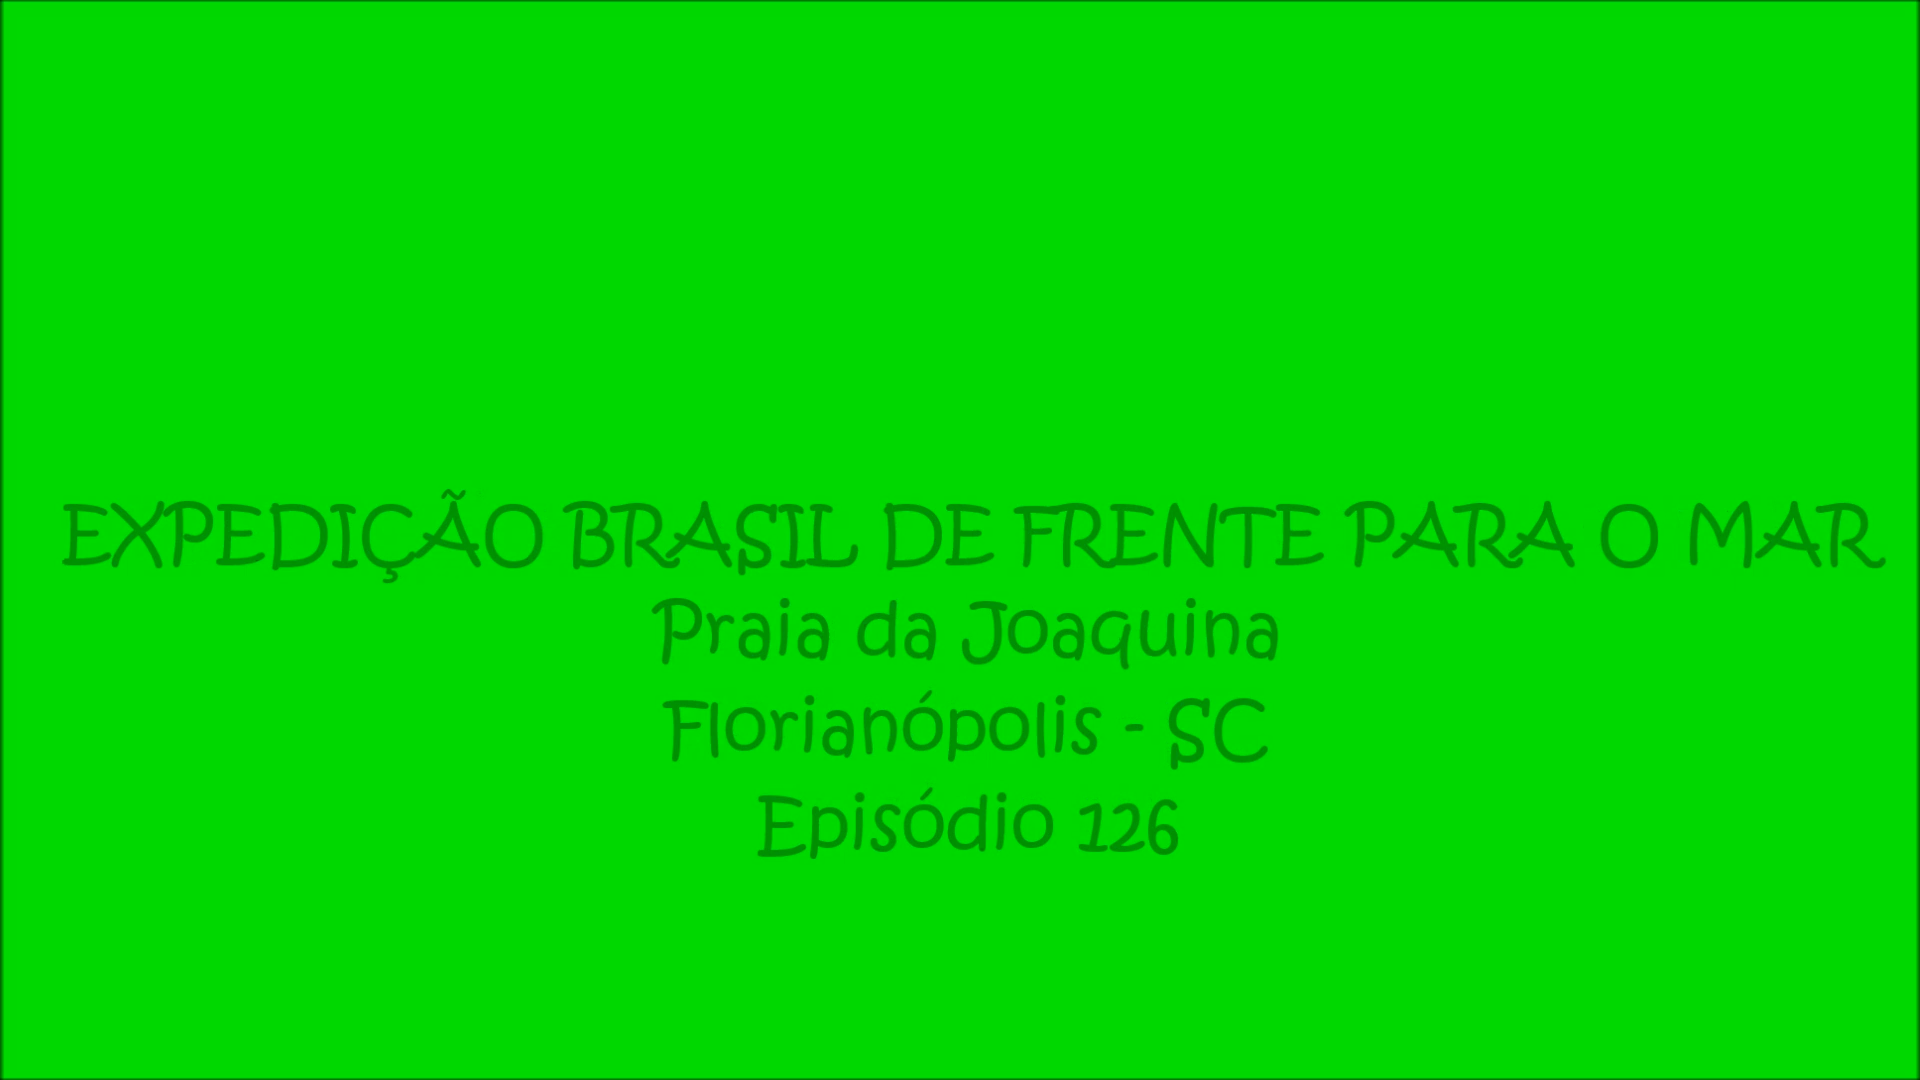 EXPEDIÇÃO BRASIL DE FRENTE PARA O MAR
Praia da Joaquina
Florianópolis - SC
Episódio 126